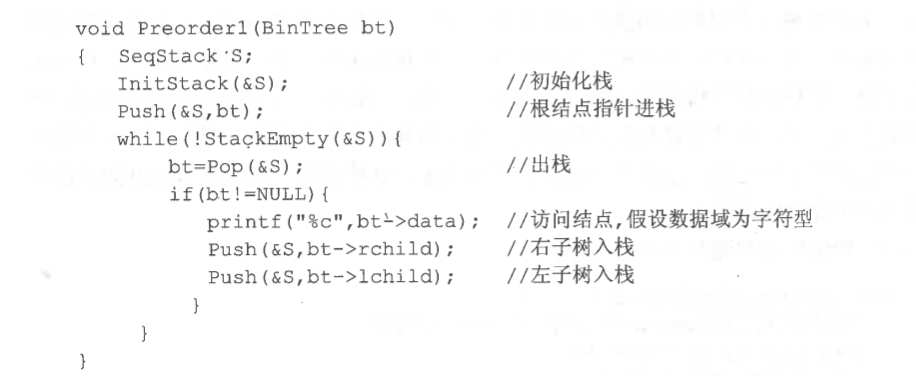 void Preorder1(BinTree bt)
{ SeqStack S;
InitStack(&S); //初始化栈
Push(&S,bt); //根结点指针进栈
while(!StackEmpty(&S)){
bt=Pop(&S); //出栈
if(bt!=NULL){
printf("%c",bt->data); //访问结点,假设数据域为字符型
Push(&S,bt->rchild); //右子树入栈
Push(&S,bt->lchild); //左子树入栈
}
}
}